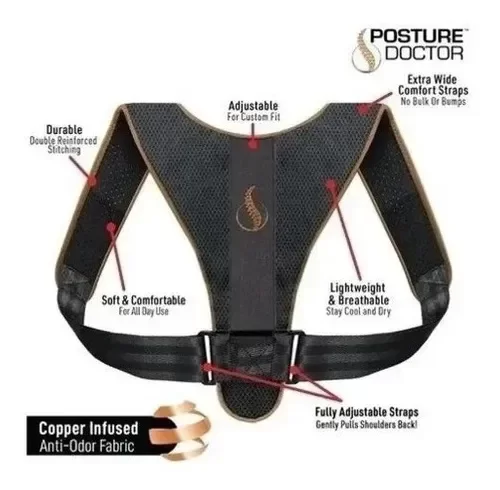 POSTURE™
DOCTOR
Extra Wide
Comfort Straps
No Bulk Or Bumps
Adjustable
For Custom Fit
Durable
Double Reinforced
Stitching
Soft & Comfortable
For All Day Use
Lightweight
& Breathable
Stay Cool and Dry
Fully Adjustable Straps
Gently Pulls Shoulders Back!
Copper Infused
Anti-Odor Fabric